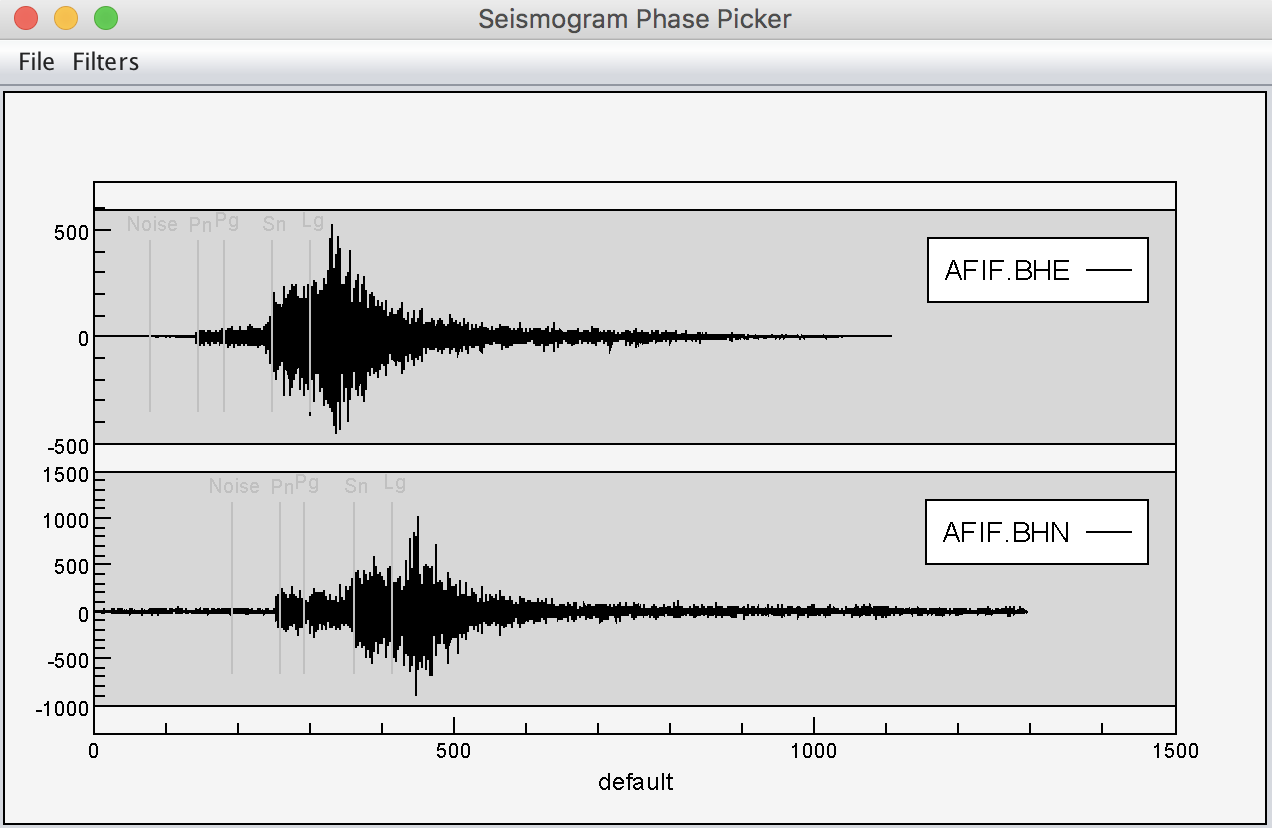 Seismogram Phase Picker
File Filters
Noise Pn Pg Sn Lg
500
AFIF.BHE
0
-500
1500
Noise Pn Pg Sn Lg
1000
AFIF.BHN
500
0
-500
-1000
0 500 1000 1500
default